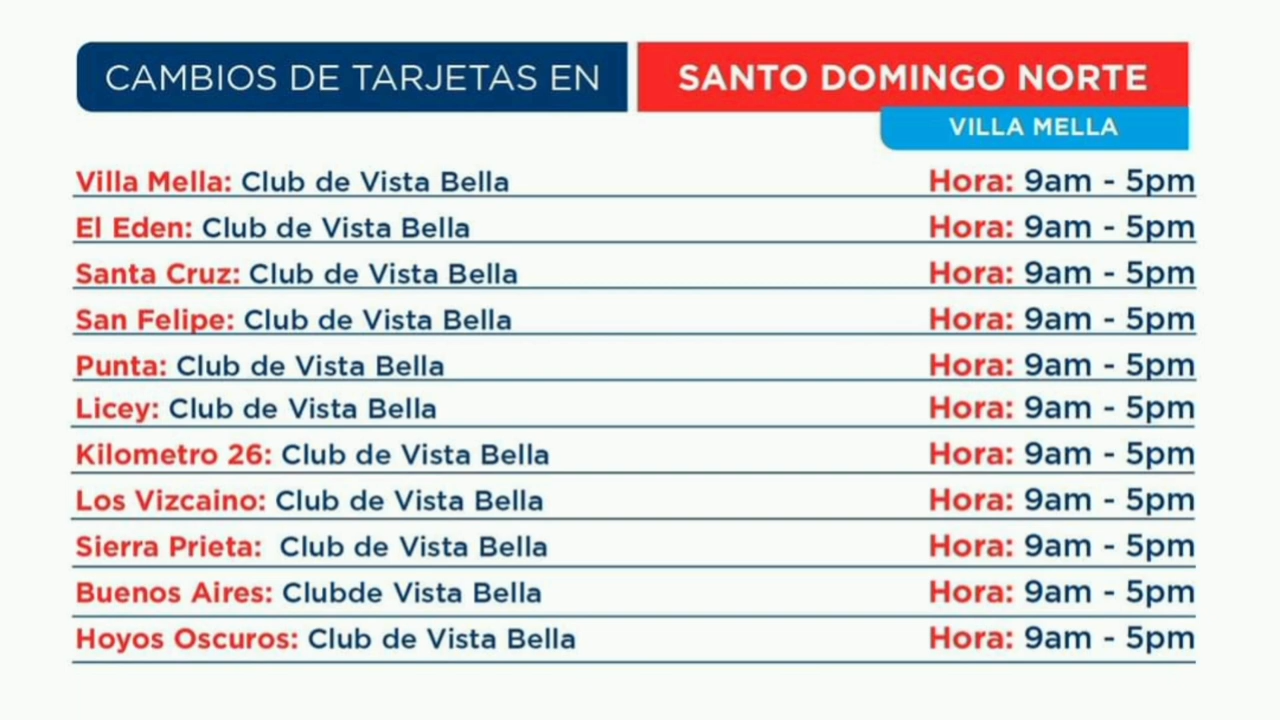 CAMBIOS DE TARJETAS EN SANTO DOMINGO NORTE
VILLA MELLA
Villa Mella: Club de Vista Bella Hora: 9am - 5pm
El Eden: Club de Vista Bella Hora: 9am - 5pm
Santa Cruz: Club de Vista Bella Hora: 9am - 5pm
San Felipe: Club de Vista Bella Hora: 9am - 5pm
Punta: Club de Vista Bella Hora: 9am - 5pm
Licey: Club de Vista Bella Hora: 9am - 5pm
Kilometro 26: Club de Vista Bella Hora: 9am - 5pm
Los Vizcaino: Club de Vista Bella Hora: 9am - 5pm
Sierra Prieta: Club de Vista Bella Hora: 9am - 5pm
Buenos Aires: Clubde Vista Bella Hora: 9am - 5pm
Hoyos Oscuros: Club de Vista Bella Hora: 9am - 5pm